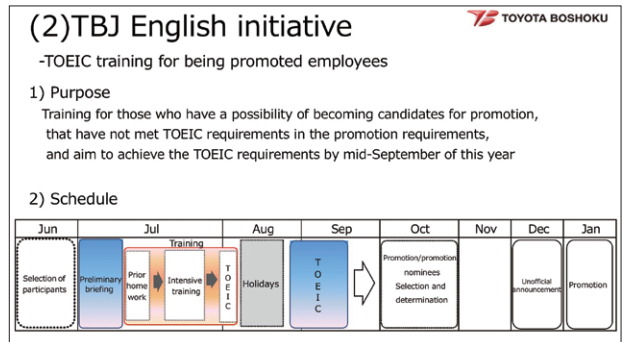 (2)TBJ English initiative
TOYOTA BOSHOKU
-TOEIC training for being promoted employees
1) Purpose
Training for those who have a possibility of becoming candidates for promotion,
that have not met TOEIC requirements in the promotion requirements,
and aim to achieve the TOEIC requirements by mid-September of this year
2) Schedule
Jun Jul Aug Sep Oct Nov Dec Jan
Selection of
participants
Preliminary
briefing
Training
Prior
home
work
Intensive
training
T
O
E
I
C
Holidays
T
O
E
I
C
Promotion/promotion
nominees
Selection and
determination
Unofficial
announcement
Promotion